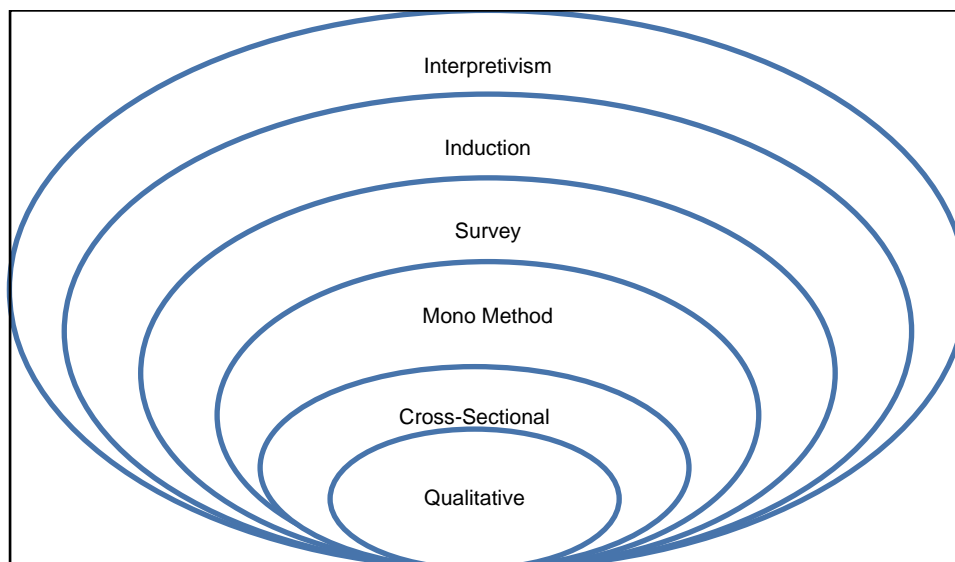 Interpretivism
Induction
Survey
Mono Method
Cross-Sectional
Qualitative